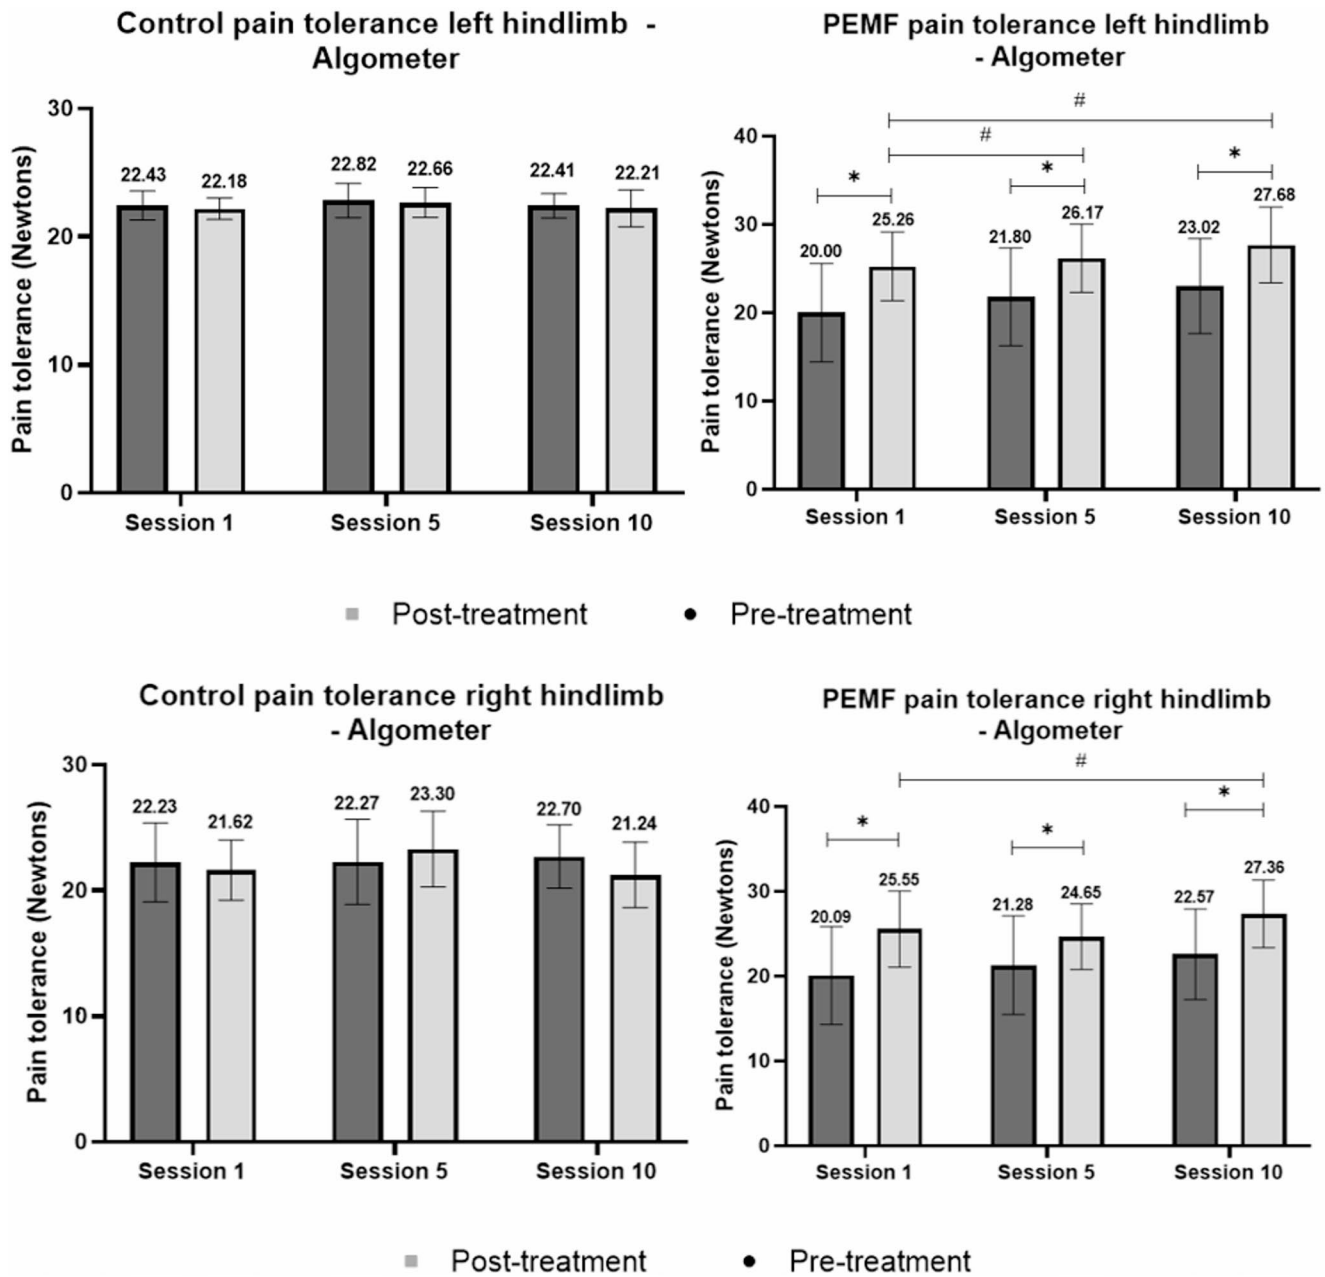 Control pain tolerance left hindlimb -
Algometer
Pain tolerance (Newtons)
30
20
10
0
22.43
22.18
22.82
22.66
22.41
22.21
Session 1
Session 5
Session 10
PEMF pain tolerance left hindlimb
- Algometer
Pain tolerance (Newtons)
40
30
20
10
0
#
#
*
*
*
20.00
25.26
21.80
26.17
23.02
27.68
Session 1
Session 5
Session 10
Post-treatment
Pre-treatment
Control pain tolerance right hindlimb
- Algometer
Pain tolerance (Newtons)
30
20
10
0
22.23
21.62
22.27
23.30
22.70
21.24
Session 1
Session 5
Session 10
PEMF pain tolerance right hindlimb
- Algometer
Pain tolerance (Newtons)
40
30
20
10
0
#
*
*
*
20.09
25.55
21.28
24.65
22.57
27.36
Session 1
Session 5
Session 10
Post-treatment
Pre-treatment